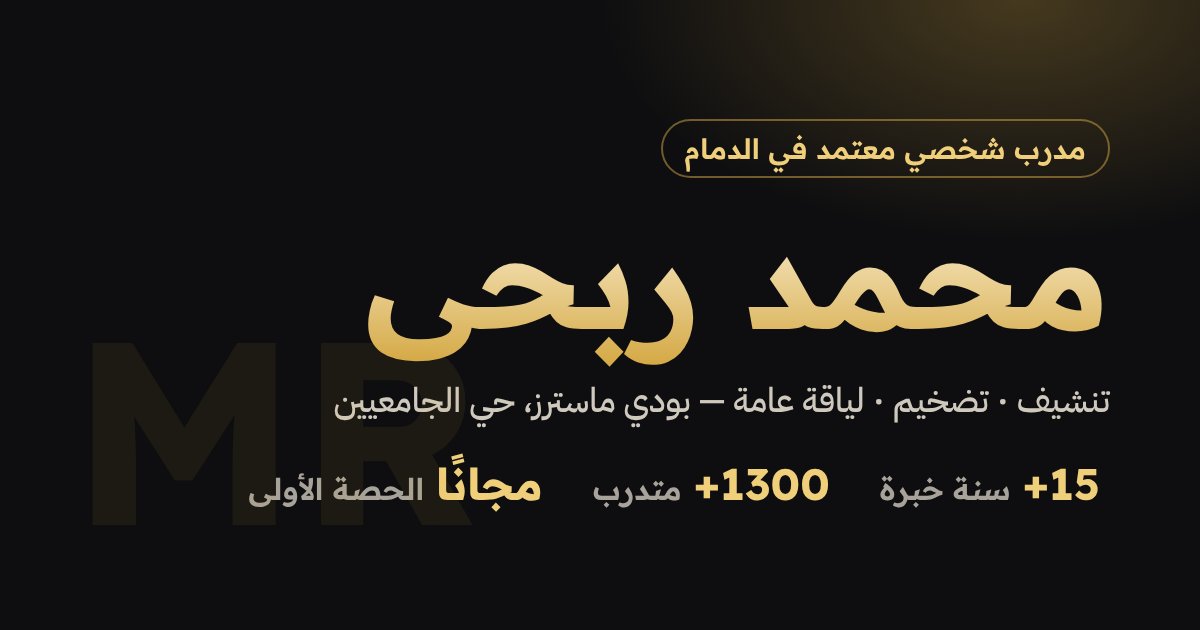 مدرب شخصي معتمد في الدمام
محمد ربحى
تنشيف · تضخيم · لياقة عامة — بودي ماسترز، حي الجامعيين
+15 سنة خبرة +1300 متدرب مجانًا الحصة الأولى
MR